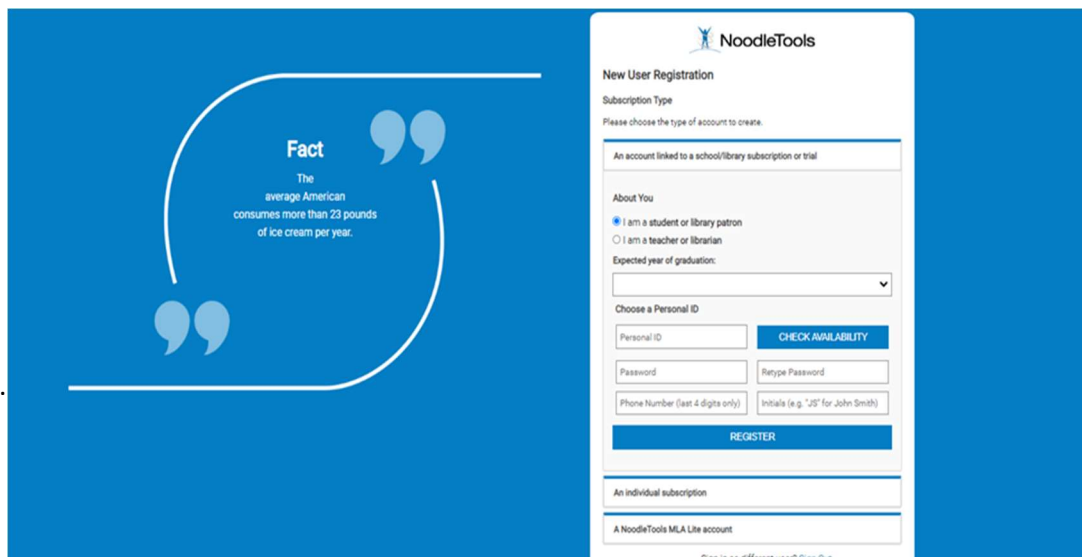 Fact
The
average American
consumes more than 23 pounds
of ice cream per year.
NoodleTools
New User Registration
Subscription Type
Please choose the type of account to create.
An account linked to a school/library subscription or trial
About You
I am a student or library patron
I am a teacher or librarian
Expected year of graduation:
Choose a Personal ID
Personal ID
CHECK AVAILABILITY
Password
Retype Password
Phone Number (last 4 digits only)
Initials (e.g. "JS" for John Smith)
REGISTER
An individual subscription
A NoodleTools MLA Lite account